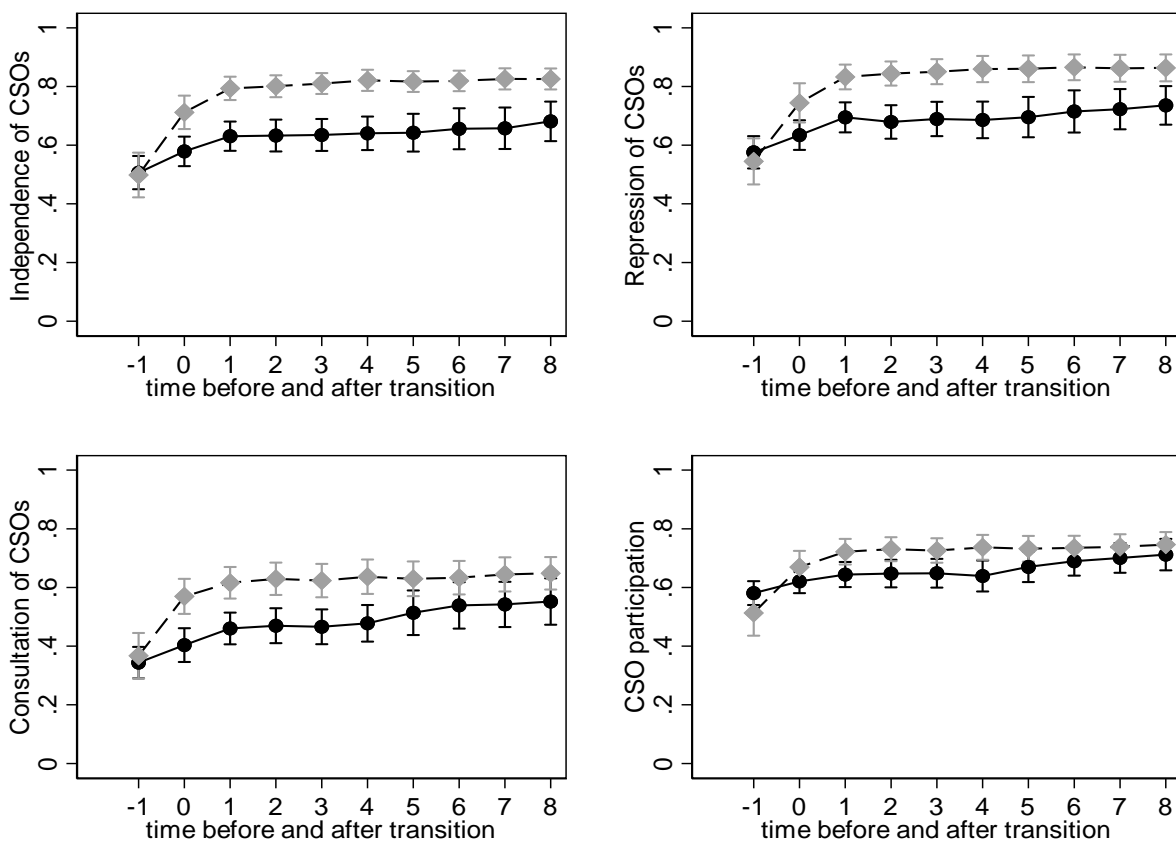 Independence of CSOs
1
.8
.6
.4
.2
0
-1 0 1 2 3 4 5 6 7 8
time before and after transition
Repression of CSOs
1
.8
.6
.4
.2
0
-1 0 1 2 3 4 5 6 7 8
time before and after transition
Consultation of CSOs
1
.8
.6
.4
.2
0
-1 0 1 2 3 4 5 6 7 8
time before and after transition
CSO participation
1
.8
.6
.4
.2
0
-1 0 1 2 3 4 5 6 7 8
time before and after transition